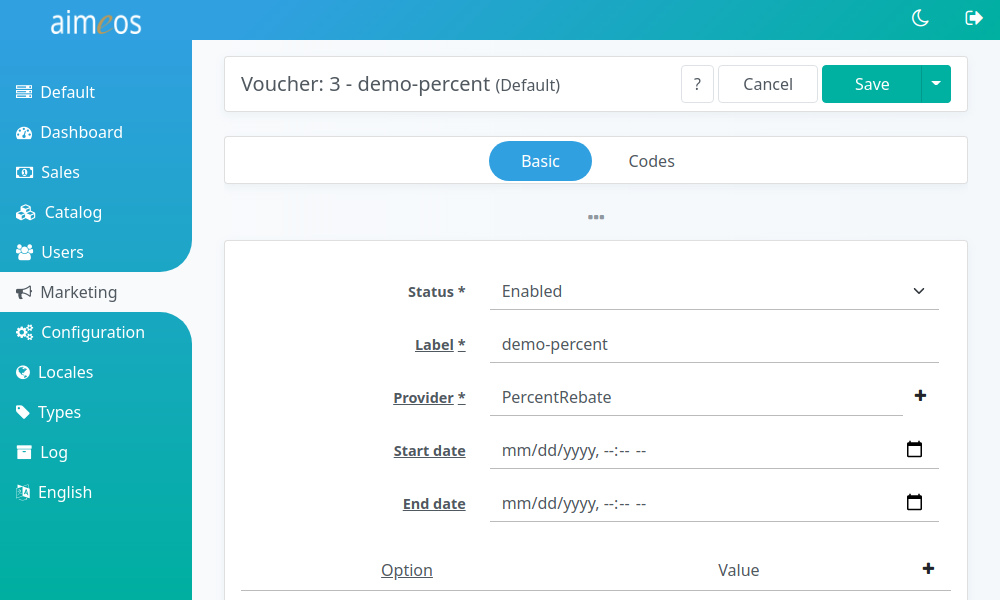 aimeos
Default
Dashboard
Sales
Catalog
Users
Marketing
Configuration
Locales
Types
Log
English
Voucher: 3 - demo-percent (Default)
?
Cancel
Save
Basic
Codes
Status *
Enabled
Label *
demo-percent
Provider *
PercentRebate
Start date
mm/dd/yyyy, --:-- --
End date
mm/dd/yyyy, --:-- --
Option
Value